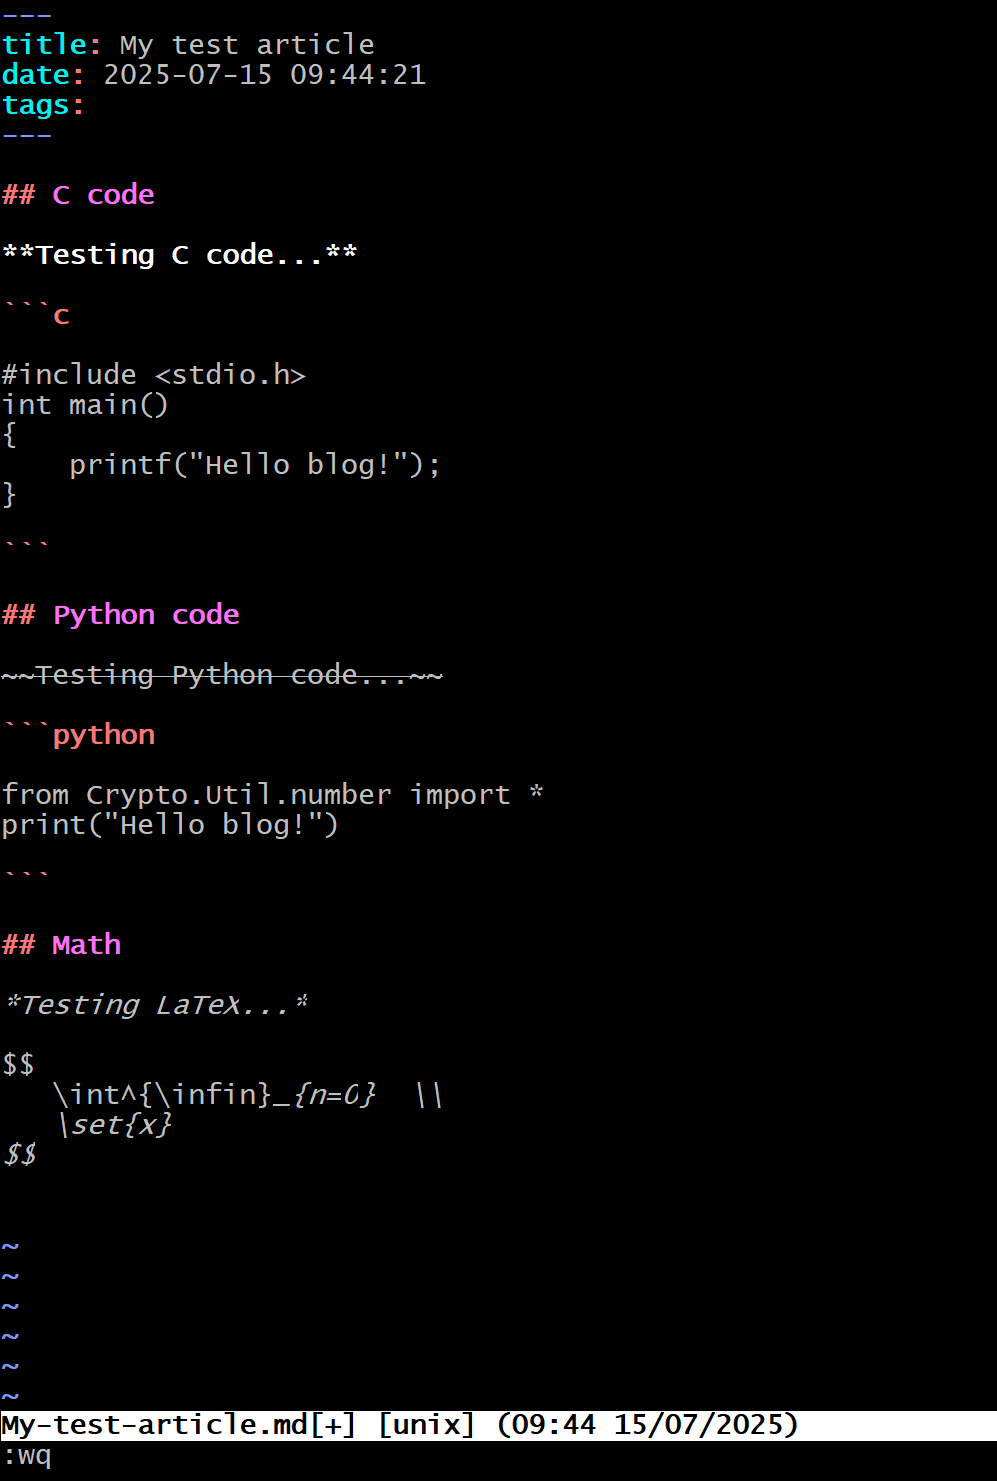 ---
title: My test article
date: 2025-07-15 09:44:21
tags:
---

## C code

**Testing C code...**

```c

#include <stdio.h>
int main()
{
    printf("Hello blog!");
}

```

## Python code

~~Testing Python code...~~

```python

from Crypto.Util.number import *
print("Hello blog!")

```

## Math

*Testing LaTeX...*

$$
   \int^{\infin}_{n=0}  \\
   \set{x}
$$


~
~
~
~
~
~
My-test-article.md[+] [unix] (09:44 15/07/2025)
:wq